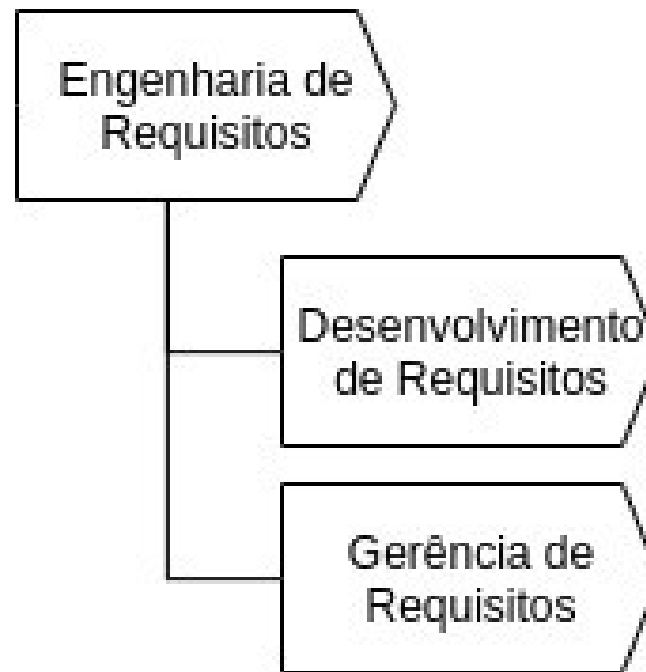 Engenharia de
Requisitos
Desenvolvimento
de Requisitos
Gerência de
Requisitos